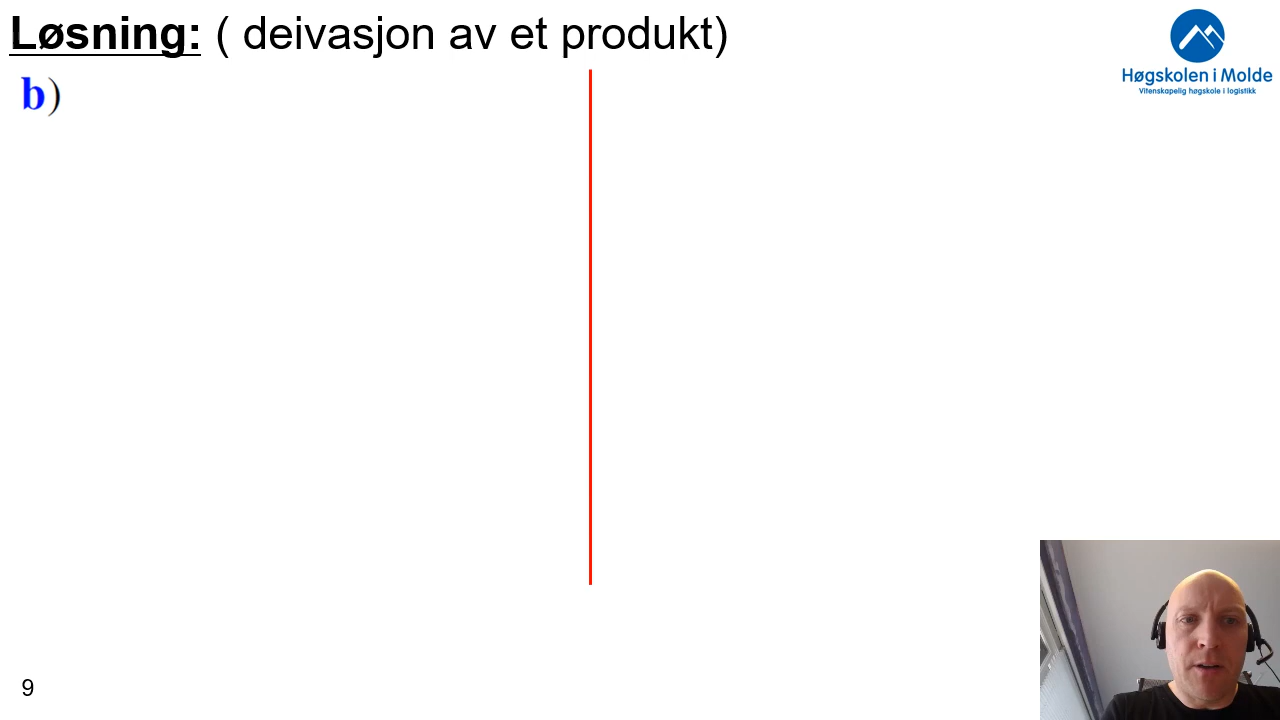 Løsning: ( deivasjon av et produkt)
Høgskolen i Molde
Vitenskapelig høgskole i logistikk
b)
9